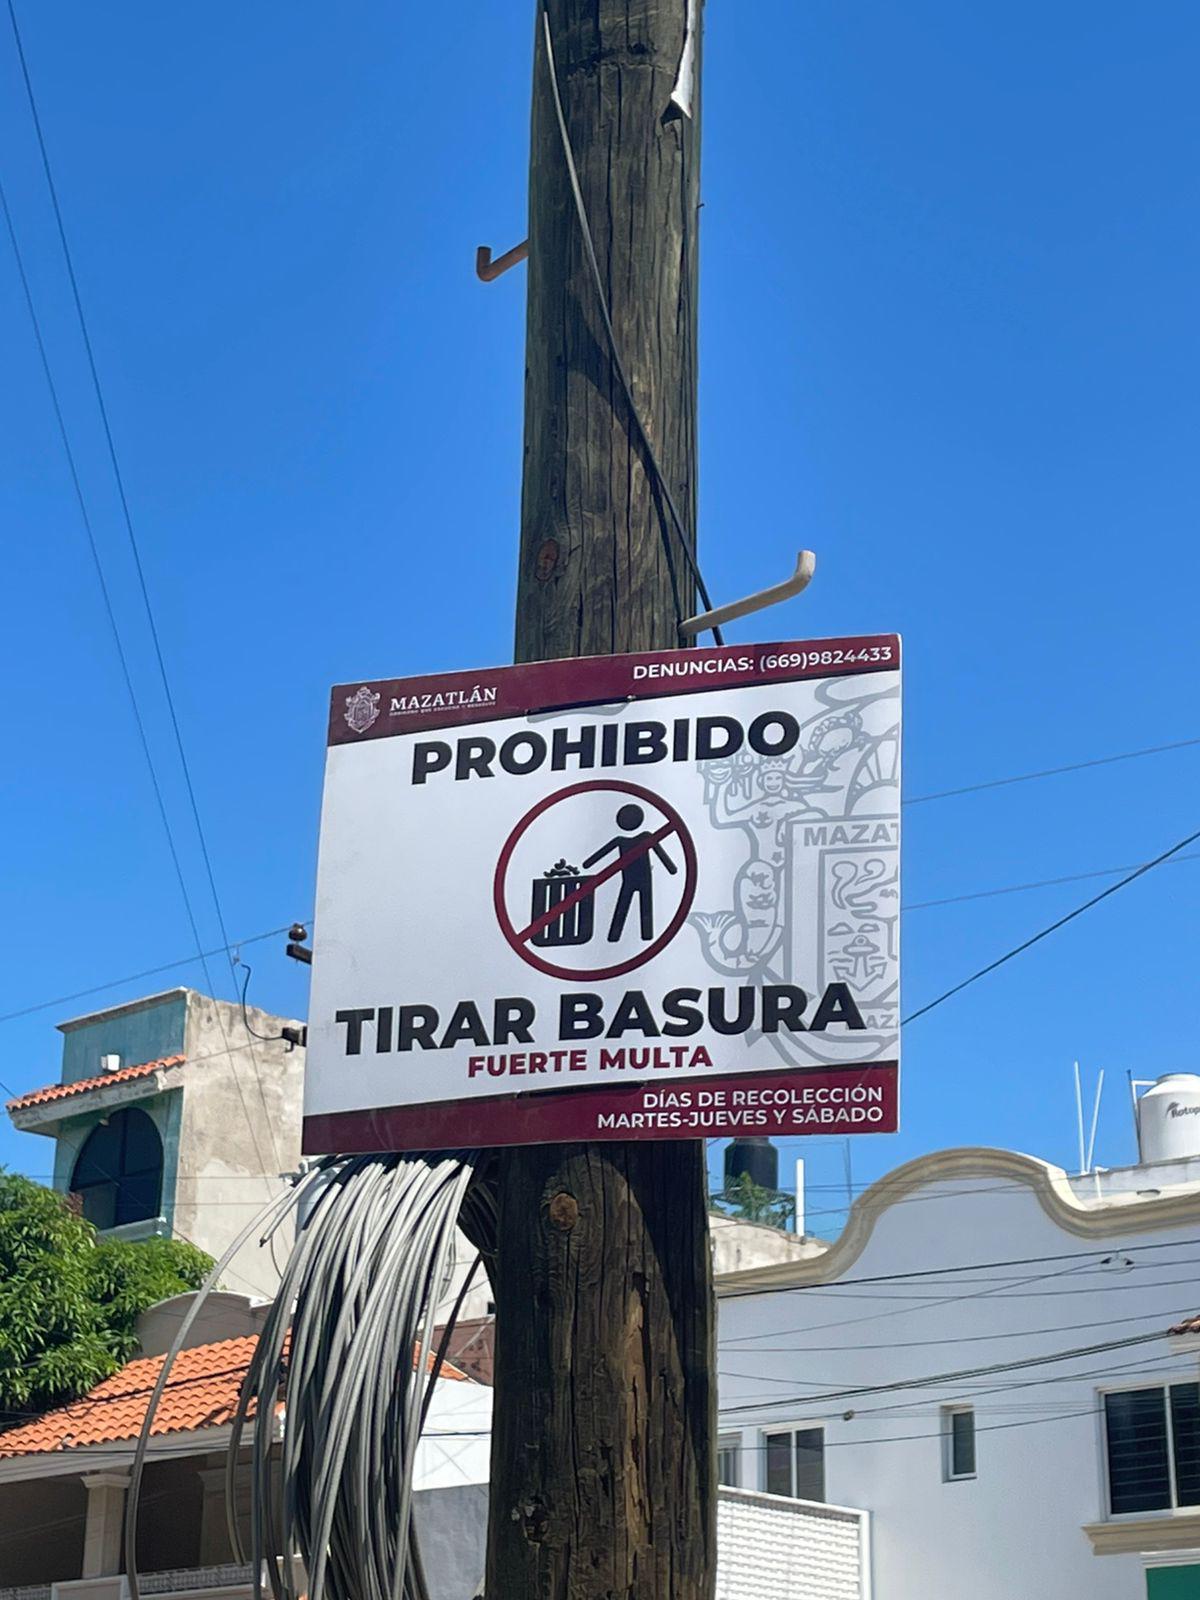 DENUNCIAS: (669)9824433
MAZATLÁN
PROHIBIDO
MAZAT
TIRAR BASURA
FUERTE MULTA
DÍAS DE RECOLECCIÓN
MARTES-JUEVES Y SÁBADO